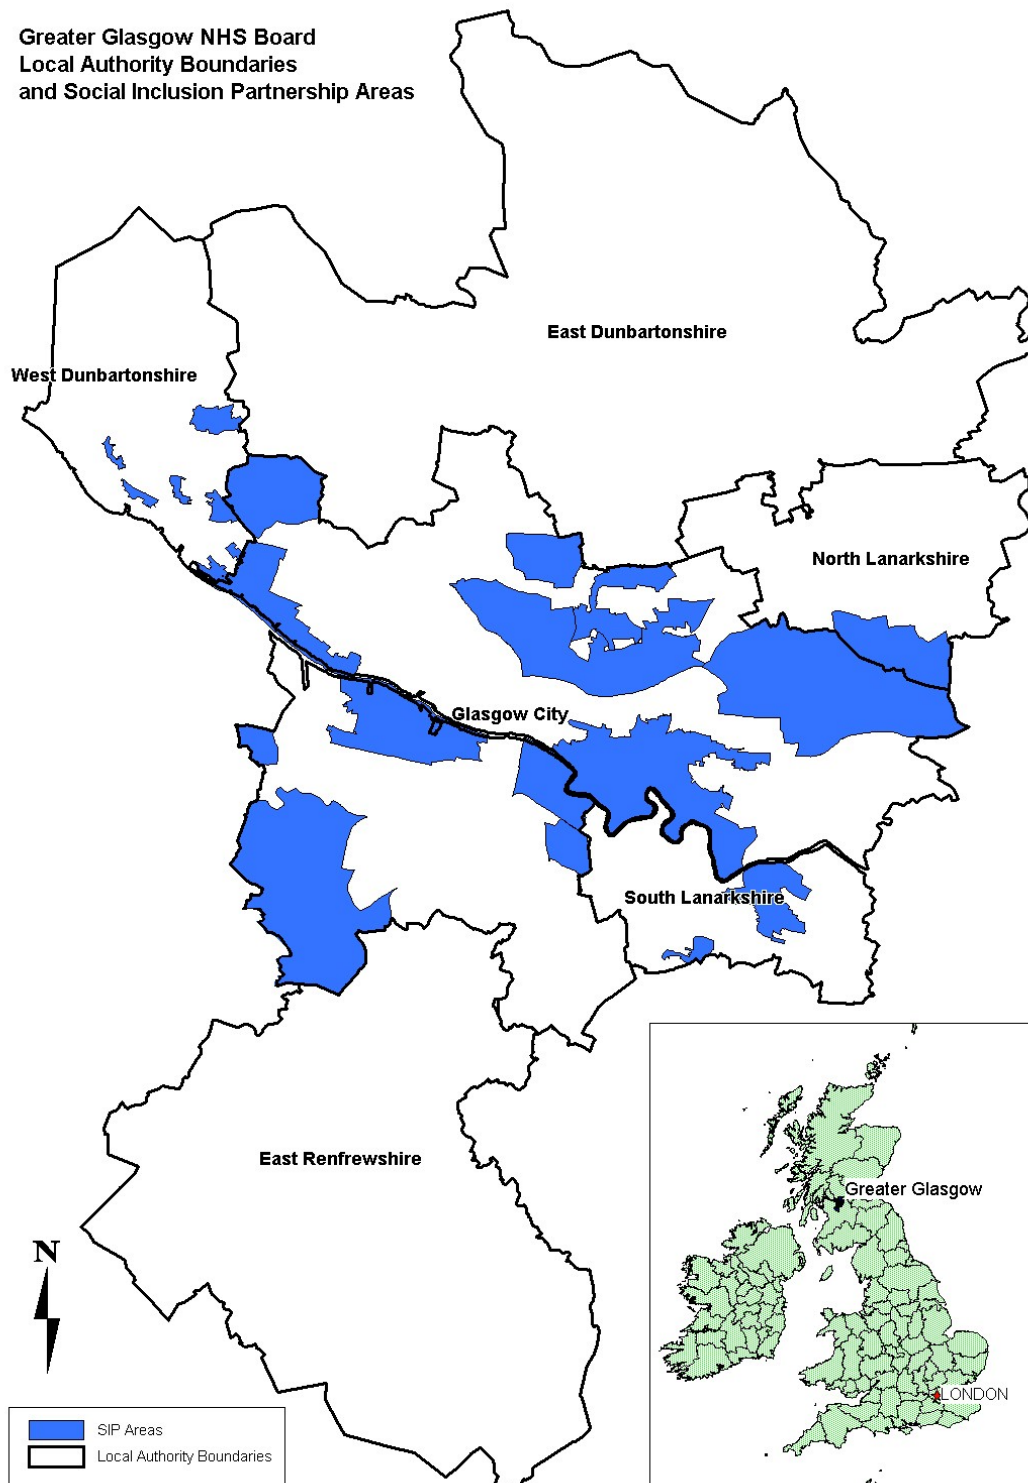 Greater Glasgow NHS Board
Local Authority Boundaries
and Social Inclusion Partnership Areas
East Dunbartonshire
West Dunbartonshire
North Lanarkshire
Glasgow City
South Lanarkshire
East Renfrewshire
Greater Glasgow
LONDON
N
SIP Areas
Local Authority Boundaries